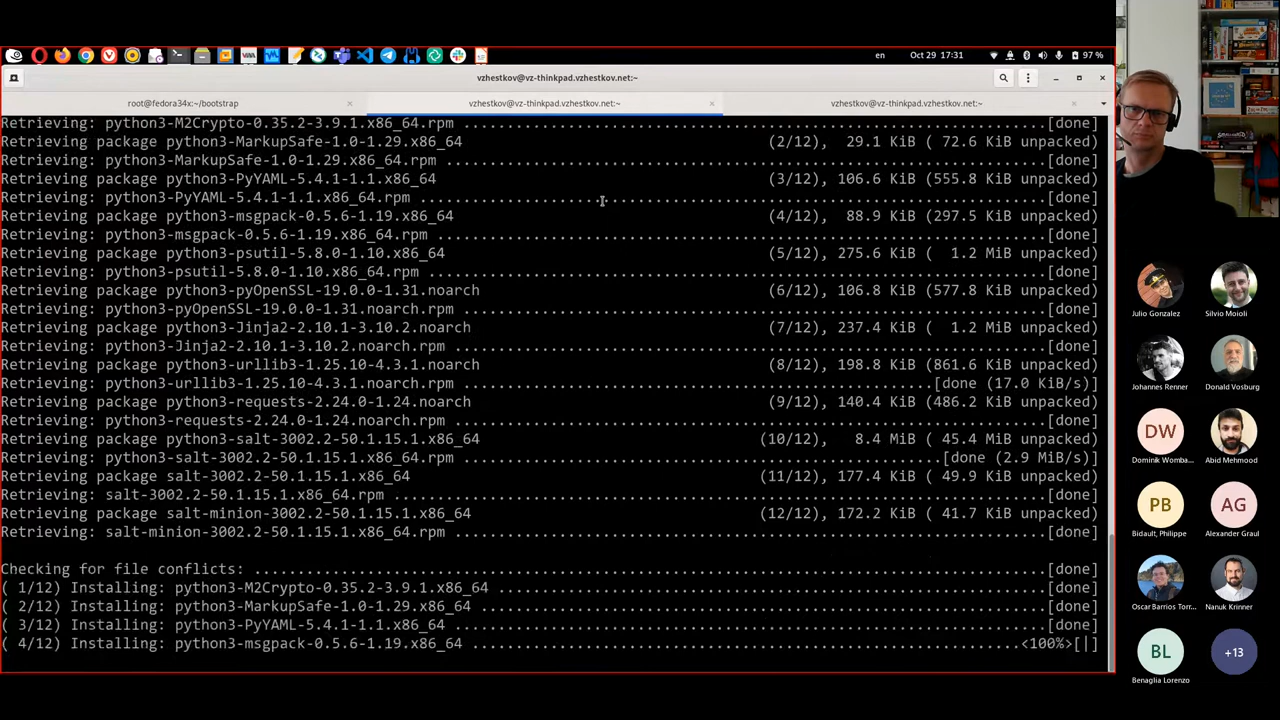 en
Oct 29 17:31
97 %
vzhestkov@vz-thinkpad.vzhestkov.net:~
root@fedora34x:~/bootstrap
vzhestkov@vz-thinkpad.vzhestkov.net:~
vzhestkov@vz-thinkpad.vzhestkov.net:~
Retrieving: python3-M2Crypto-0.35.2-3.9.1.x86_64.rpm ..........................................................................[done]
Retrieving package python3-MarkupSafe-1.0-1.29.x86_64 (2/12), 29.1 KiB ( 72.6 KiB unpacked)
Retrieving: python3-MarkupSafe-1.0-1.29.x86_64.rpm ............................................................................[done]
Retrieving package python3-PyYAML-5.4.1-1.1.x86_64 (3/12), 106.6 KiB (555.8 KiB unpacked)
Retrieving: python3-PyYAML-5.4.1-1.1.x86_64.rpm ...............................................................................[done]
Retrieving package python3-msgpack-0.5.6-1.19.x86_64 (4/12), 88.9 KiB (297.5 KiB unpacked)
Retrieving: python3-msgpack-0.5.6-1.19.x86_64.rpm .............................................................................[done]
Retrieving package python3-psutil-5.8.0-1.10.x86_64 (5/12), 275.6 KiB (  1.2 MiB unpacked)
Retrieving: python3-psutil-5.8.0-1.10.x86_64.rpm ..............................................................................[done]
Retrieving package python3-pyOpenSSL-19.0.0-1.31.noarch (6/12), 106.8 KiB (577.8 KiB unpacked)
Retrieving: python3-pyOpenSSL-19.0.0-1.31.noarch.rpm ..........................................................................[done]
Retrieving package python3-Jinja2-2.10.1-3.10.2.noarch (7/12), 237.4 KiB (  1.2 MiB unpacked)
Retrieving: python3-Jinja2-2.10.1-3.10.2.noarch.rpm ...........................................................................[done]
Retrieving package python3-urllib3-1.25.10-4.3.1.noarch (8/12), 198.8 KiB (861.6 KiB unpacked)
Retrieving: python3-urllib3-1.25.10-4.3.1.noarch.rpm .............................................................[done (17.0 KiB/s)]
Retrieving package python3-requests-2.24.0-1.24.noarch (9/12), 140.4 KiB (486.2 KiB unpacked)
Retrieving: python3-requests-2.24.0-1.24.noarch.rpm ...........................................................................[done]
Retrieving package python3-salt-3002.2-50.1.15.1.x86_64 (10/12), 8.4 MiB ( 45.4 MiB unpacked)
Retrieving: python3-salt-3002.2-50.1.15.1.x86_64.rpm ..............................................................[done (2.9 MiB/s)]
Retrieving package salt-3002.2-50.1.15.1.x86_64 (11/12), 177.4 KiB ( 49.9 KiB unpacked)
Retrieving: salt-3002.2-50.1.15.1.x86_64.rpm ..................................................................................[done]
Retrieving package salt-minion-3002.2-50.1.15.1.x86_64 (12/12), 172.2 KiB ( 41.7 KiB unpacked)
Retrieving: salt-minion-3002.2-50.1.15.1.x86_64.rpm ...........................................................................[done]
Checking for file conflicts: ..................................................................................................[done]
( 1/12) Installing: python3-M2Crypto-0.35.2-3.9.1.x86_64 ......................................................................[done]
( 2/12) Installing: python3-MarkupSafe-1.0-1.29.x86_64 ........................................................................[done]
( 3/12) Installing: python3-PyYAML-5.4.1-1.1.x86_64 ...........................................................................[done]
( 4/12) Installing: python3-msgpack-0.5.6-1.19.x86_64 ...............................................................<100%>[|]
Julio Gonzalez
Silvio Moioli
Johannes Renner
Donald Vosburg
DW
Dominik Womba...
Abid Mehmood
PB
Bidault, Philippe
AG
Alexander Graul
Oscar Barrios Torr...
Nanuk Krinner
BL
Benaglia Lorenzo
+13